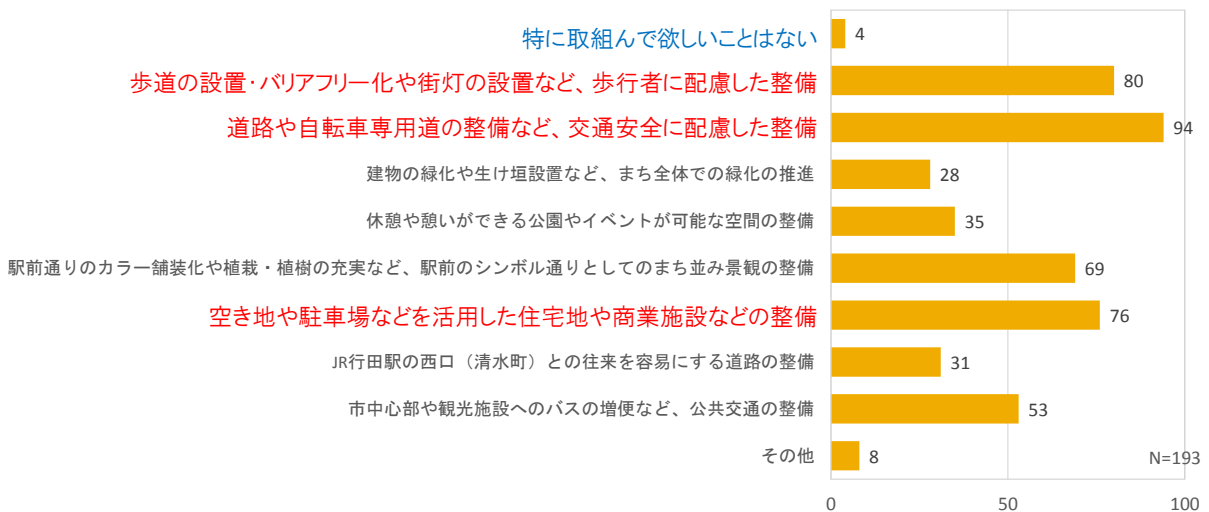 特に取組んで欲しいことはない 4
歩道の設置・バリアフリー化や街灯の設置など、歩行者に配慮した整備 80
道路や自転車専用道の整備など、交通安全に配慮した整備 94
建物の緑化や生け垣設置など、まち全体での緑化の推進 28
休憩や憩いができる公園やイベントが可能な空間の整備 35
駅前通りのカラー舗装化や植栽・植樹の充実など、駅前のシンボル通りとしてのまち並み景観の整備 69
空き地や駐車場などを活用した住宅地や商業施設などの整備 76
JR行田駅の西口（清水町）との往来を容易にする道路の整備 31
市中心部や観光施設へのバスの増便など、公共交通の整備 53
その他 8
N=193
0 50 100